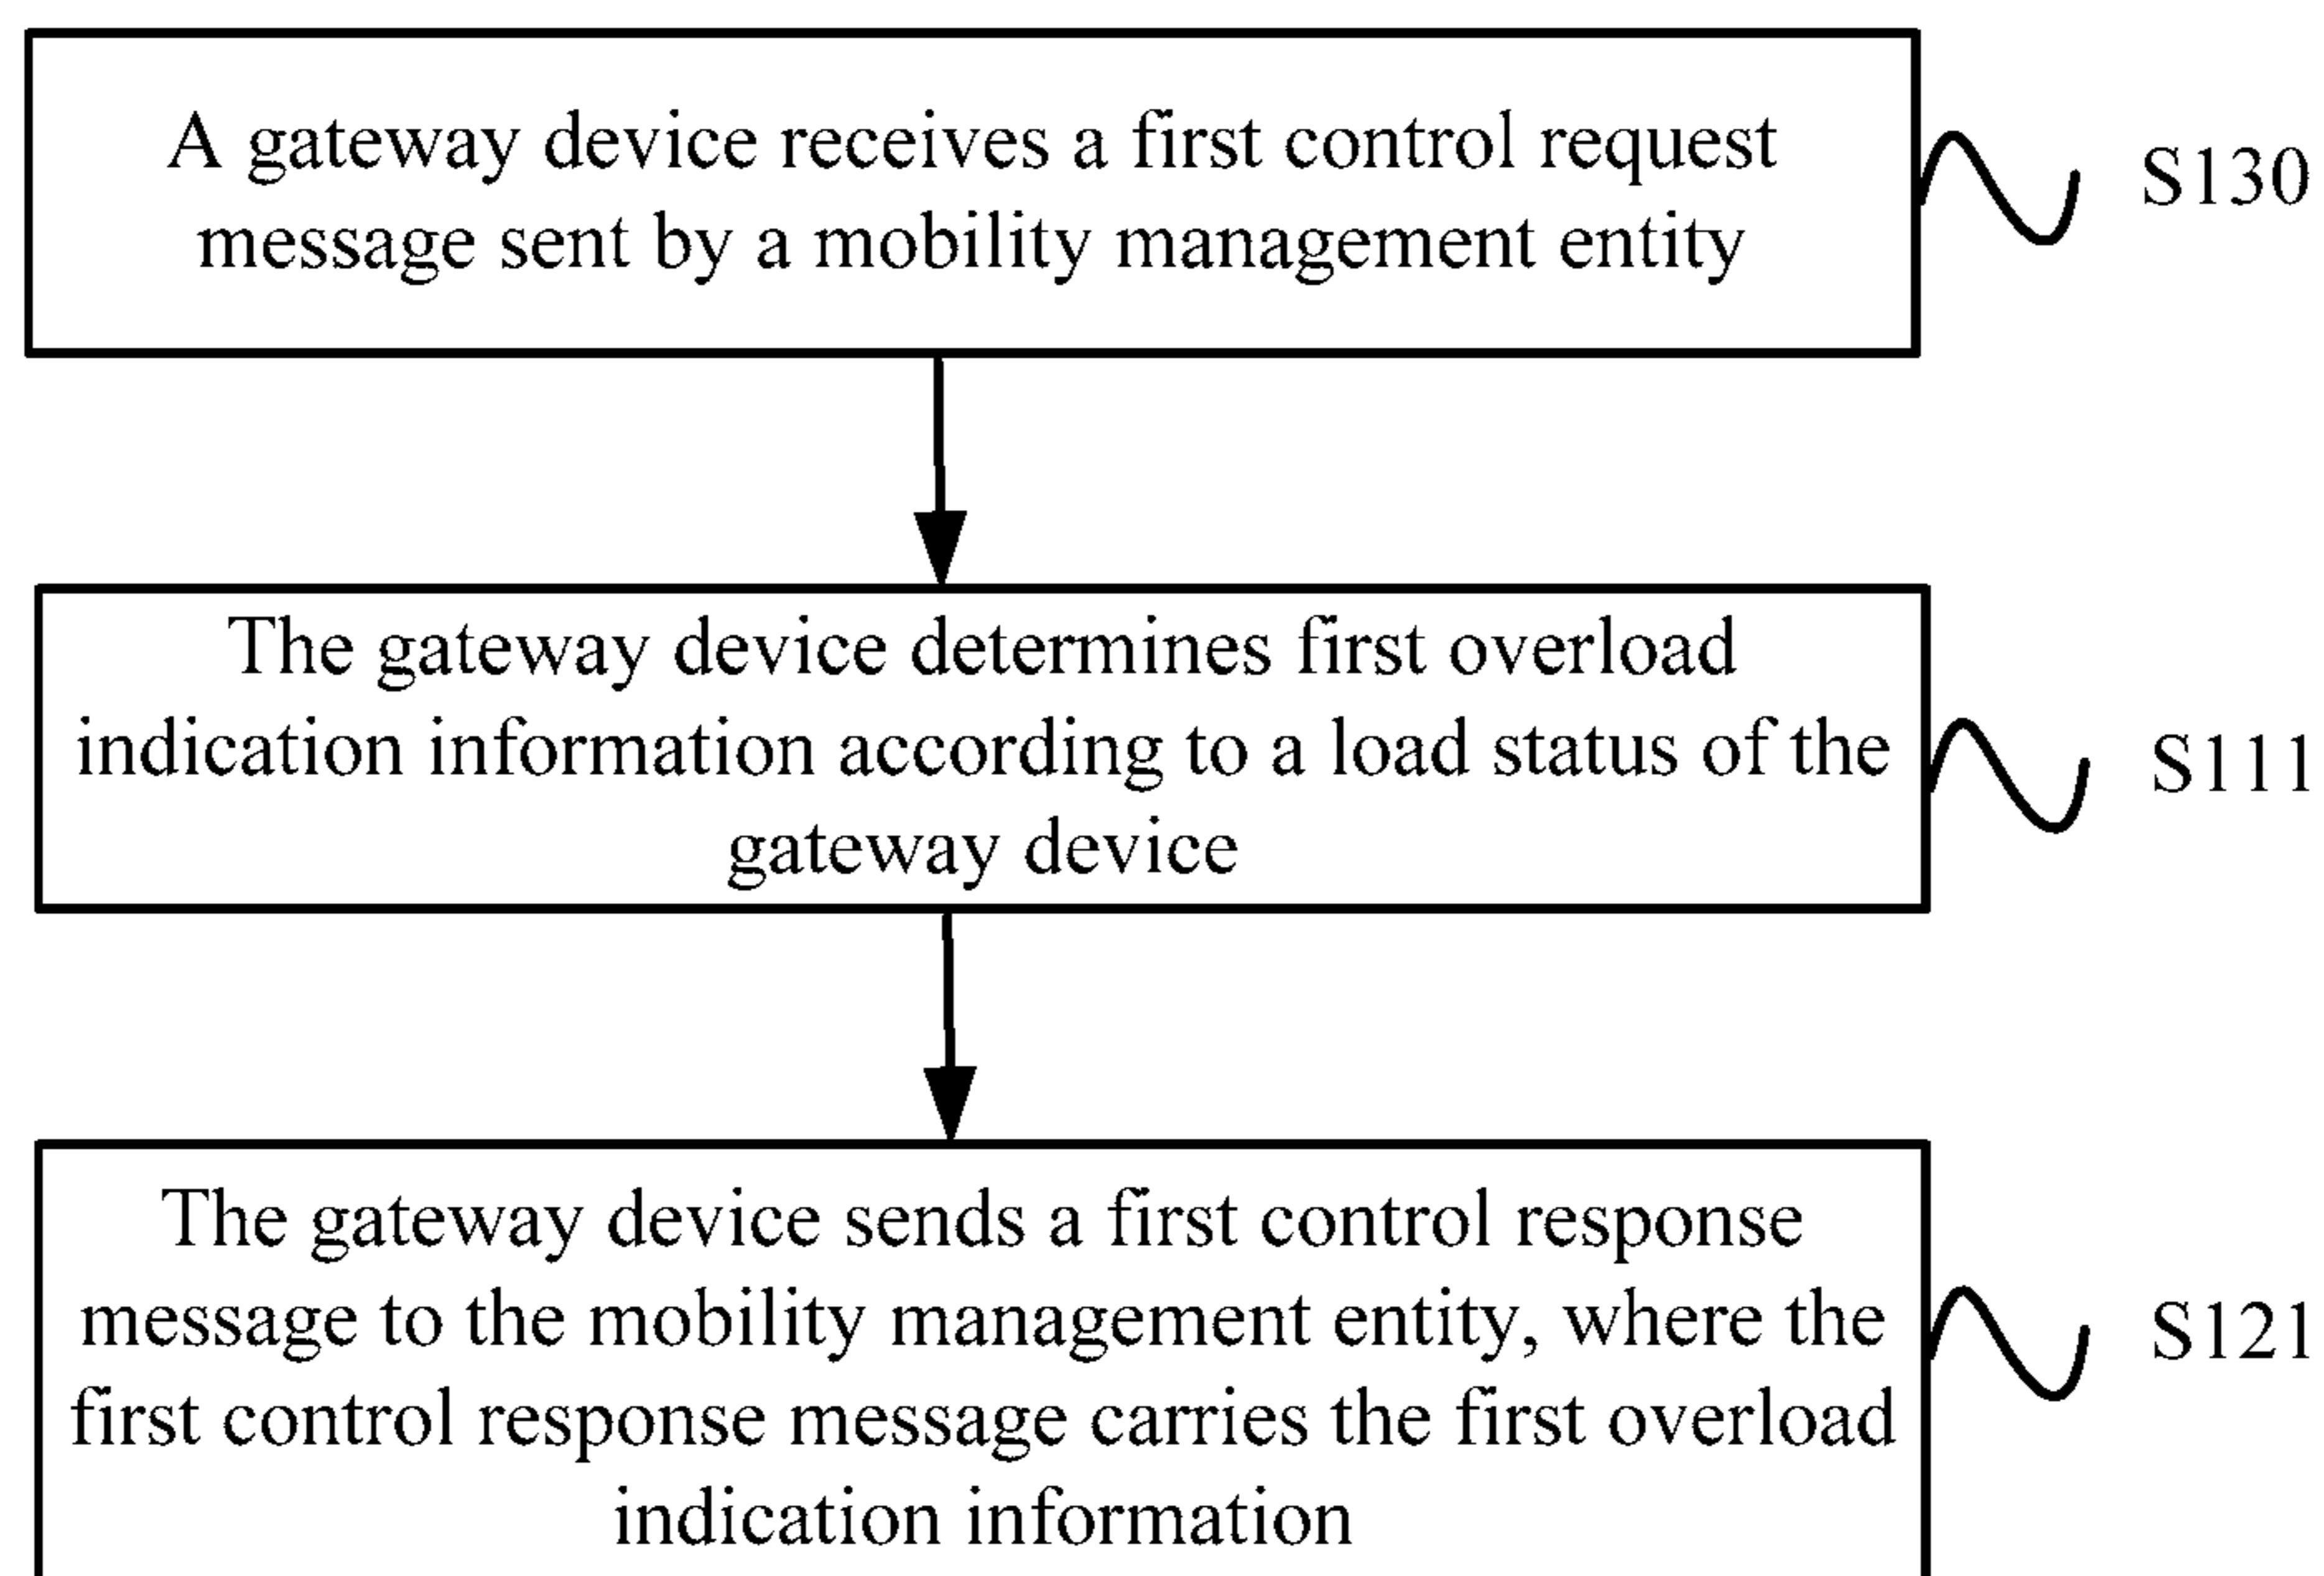 A gateway device receives a first control request
message sent by a mobility management entity
S130
The gateway device determines first overload
indication information according to a load status of the
gateway device
S111
The gateway device sends a first control response
message to the mobility management entity, where the
first control response message carries the first overload
indication information
S121